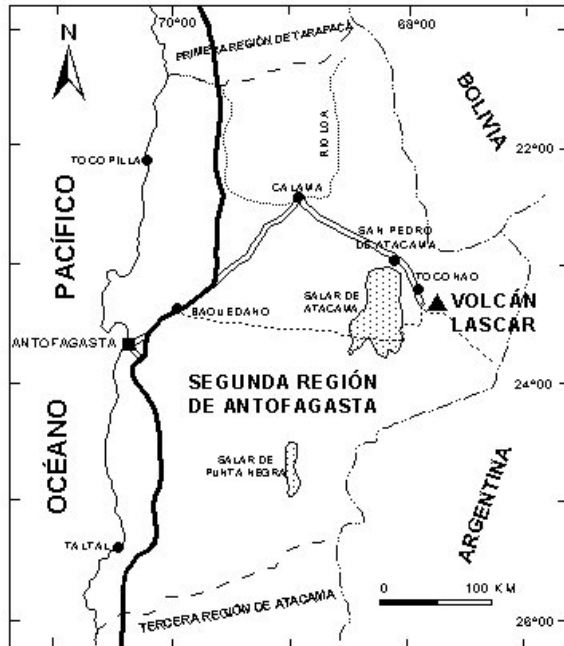 70°00
68°00
PRIMERA REGIÓN DE TARAPACÁ
BOLIVIA
RIO LOA
22°00
TOCOPILLA
CALAMA
PACÍFICO
SAN PEDRO
DE ATACAMA
TOCONAO
SALAR DE
ATACAMA
VOLCÁN
LASCAR
BAQUEDANO
ANTOFAGASTA
SEGUNDA REGIÓN
DE ANTOFAGASTA
24°00
OCÉANO
SALAR DE
PUNTA NEGRA
ARGENTINA
TALTAL
0 100 KM
TERCERA REGIÓN DE ATACAMA
26°00